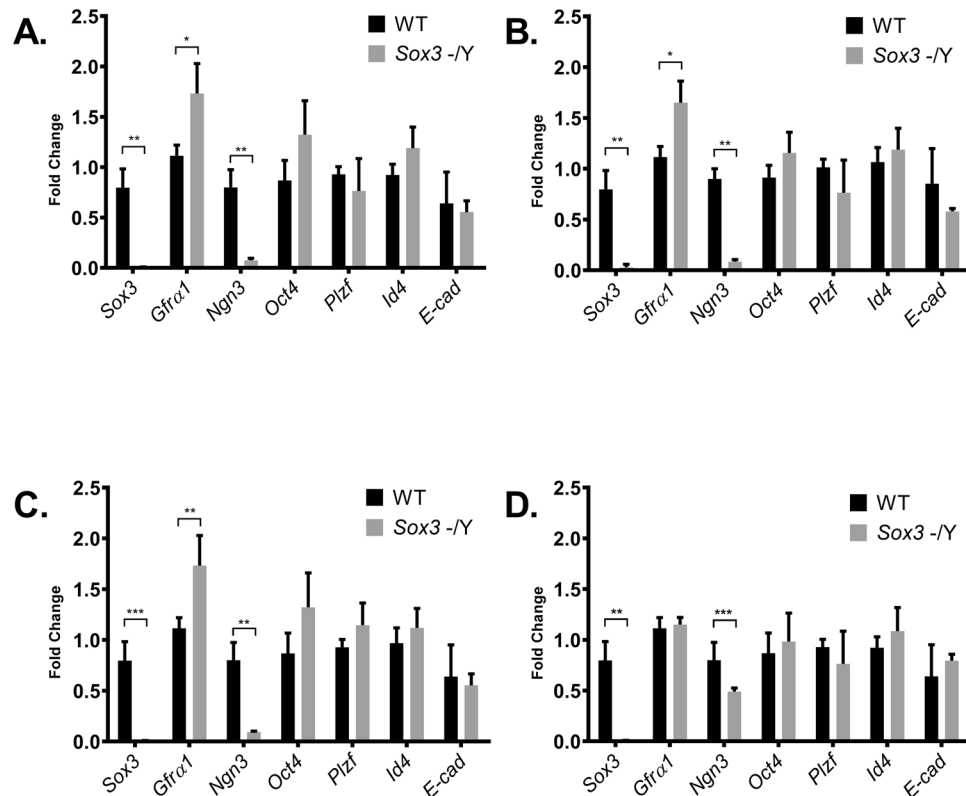 A.
WT
Sox3 -/Y
Fold Change
2.5
2.0
1.5
1.0
0.5
0.0
**
*
**
Sox3
Gfrα1
Ngn3
Oct4
Plzf
Id4
E-cad
B.
WT
Sox3 -/Y
Fold Change
2.5
2.0
1.5
1.0
0.5
0.0
**
*
**
Sox3
Gfrα1
Ngn3
Oct4
Plzf
Id4
E-cad
C.
WT
Sox3 -/Y
Fold Change
2.5
2.0
1.5
1.0
0.5
0.0
***
**
**
Sox3
Gfrα1
Ngn3
Oct4
Plzf
Id4
E-cad
D.
WT
Sox3 -/Y
Fold Change
2.5
2.0
1.5
1.0
0.5
0.0
**
***
Sox3
Gfrα1
Ngn3
Oct4
Plzf
Id4
E-cad